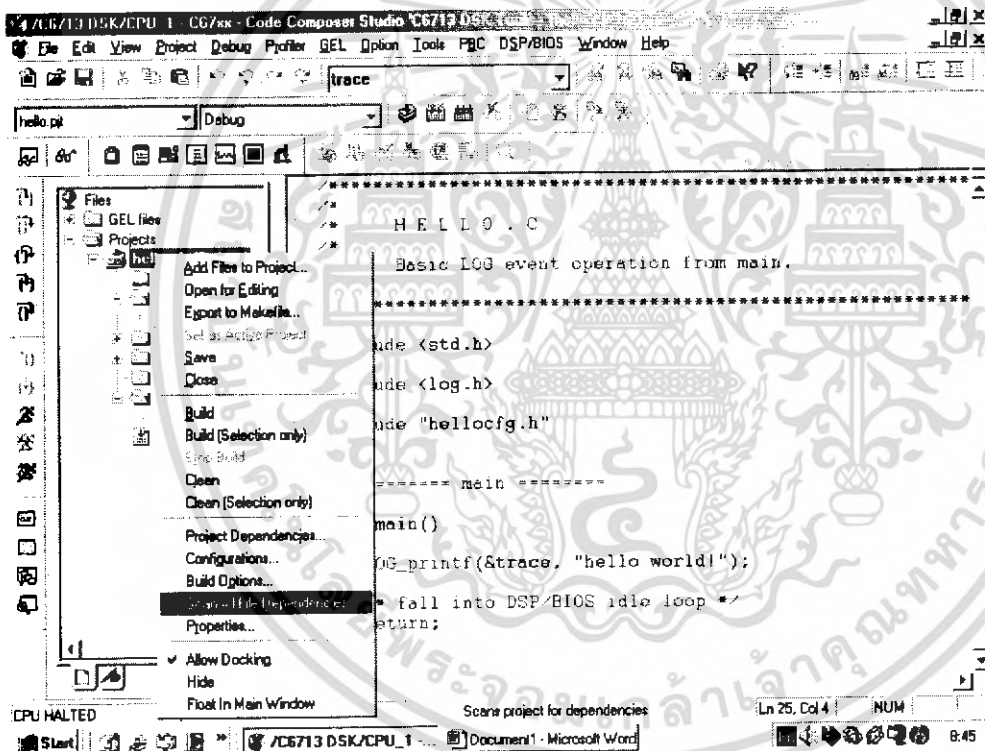 /C6713 DSK/CPU_1 - C67xx - Code Composer Studio 'C6713 DSK
File Edit View Project Debug Profiler GEL Option Tools PBC DSP/BIOS Window Help
trace
hello.pjt Debug
Files
GEL files
Projects
Add Files to Project...
Open for Editing
Export to Makefile...
Set as Active Project
Save
Close
Build
Build (Selection only)
Stop Build
Clean
Clean (Selection only)
Project Dependencies...
Configurations...
Build Options...
Scan All File Dependencies
Properties...
Allow Docking
Hide
Float In Main Window
/****************************************************
/*
/* H E L L O . C
/*
Basic LOG event operation from main.
****************************************************
ude <std.h>
ude <log.h>
ude "hellocfg.h"
======= main ========
main()
OG_printf(&trace, "hello world!");
* fall into DSP/BIOS idle loop */
eturn;
CPU HALTED
Scans project for dependencies
Ln 25, Col 4 NUM
Start /C6713 DSK/CPU_1 -... Document1 - Microsoft Word 8:45